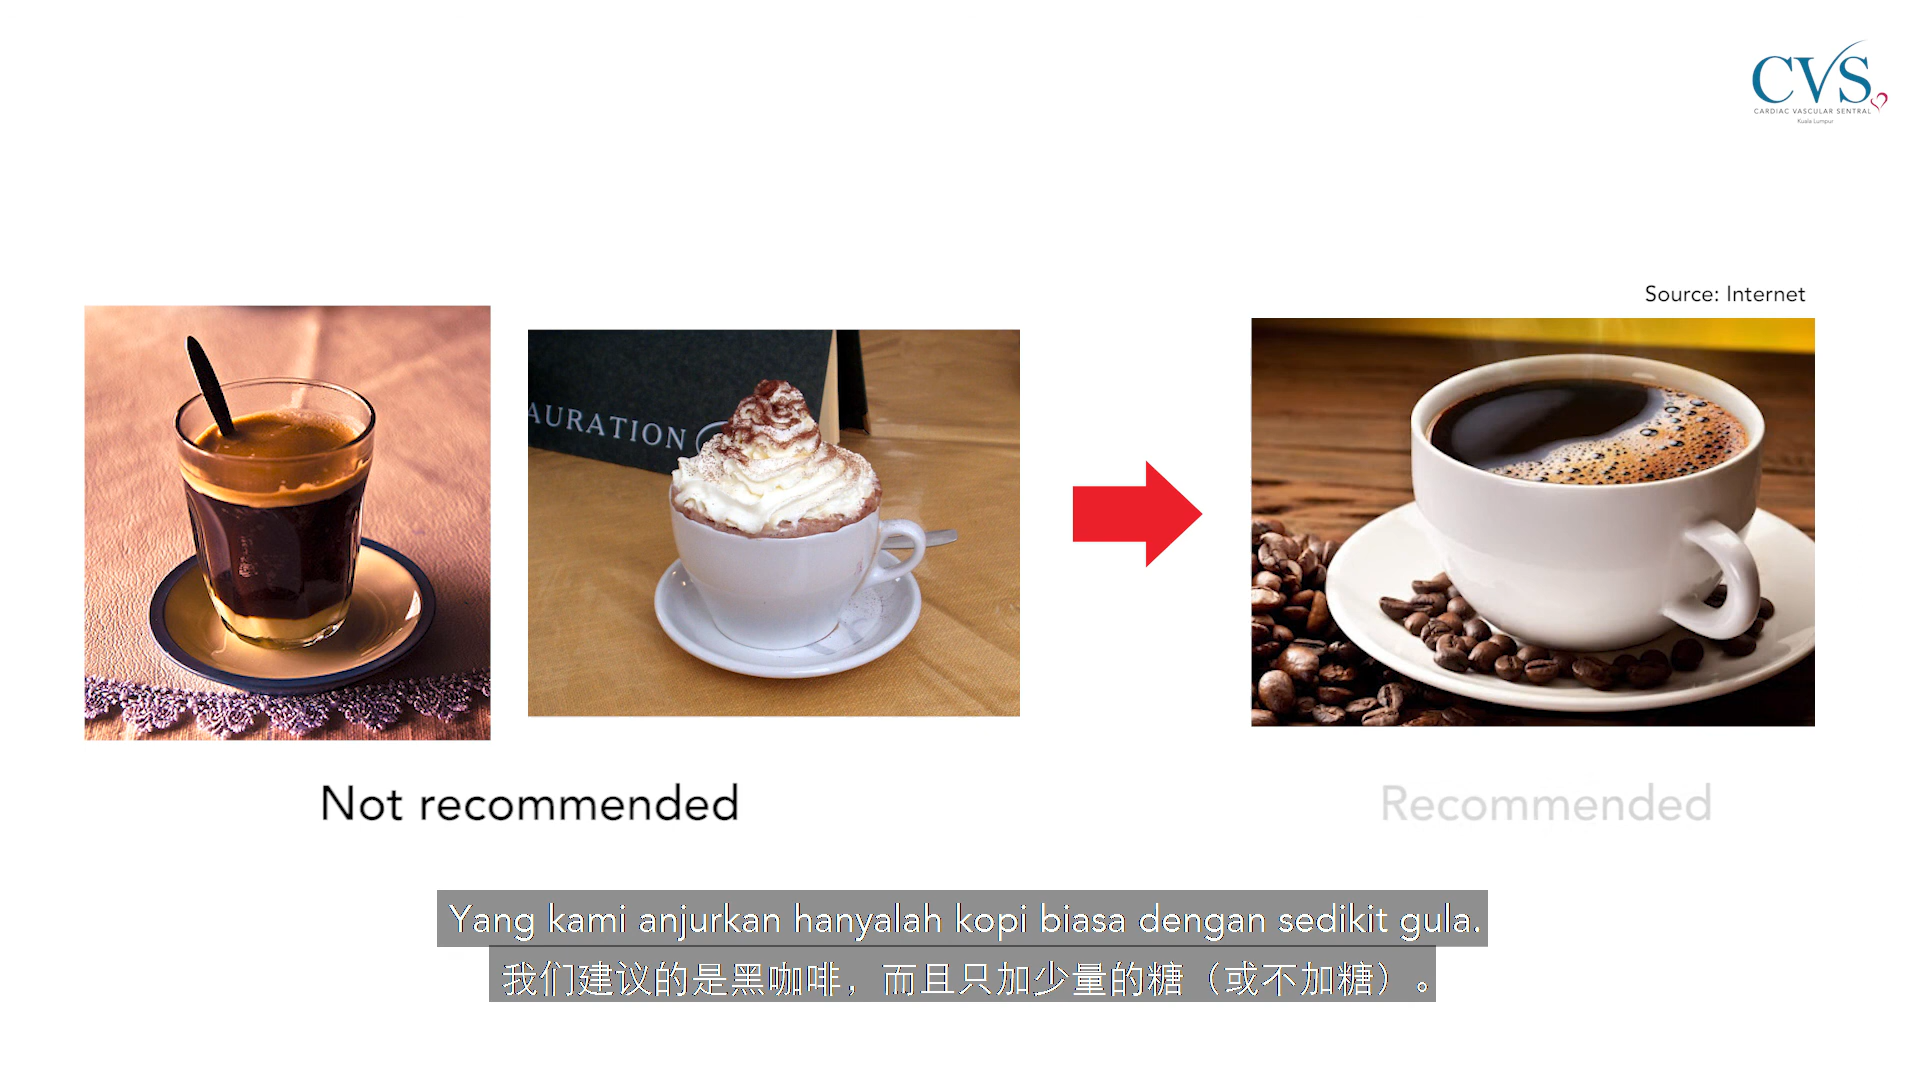 CVS
CARDIAC VASCULAR SENTRAL
Kuala Lumpur
Source: Internet
AURATION
Not recommended
Recommended
Yang kami anjurkan hanyalah kopi biasa dengan sedikit gula.
我们建议的是黑咖啡，而且只加少量的糖（或不加糖）。